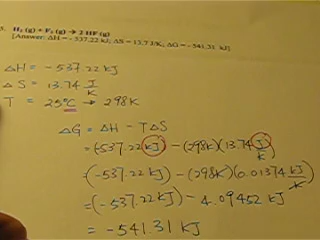 5. H₂ (g) + F₂ (g) → 2 HF (g)
[Answer: ΔH = - 537.22 kJ; ΔS = 13.7 J/K; ΔG = - 541.31 kJ]
ΔH = -537.22 kJ
ΔS = 13.74 J/K
T = 25°C → 298K
ΔG = ΔH - TΔS
=(-537.22 kJ) - (298K)(13.74 J/K)
=(-537.22 kJ) - (298K)(0.01374 kJ/K)
=(-537.22 kJ) - 4.09452 kJ
= -541.31 kJ